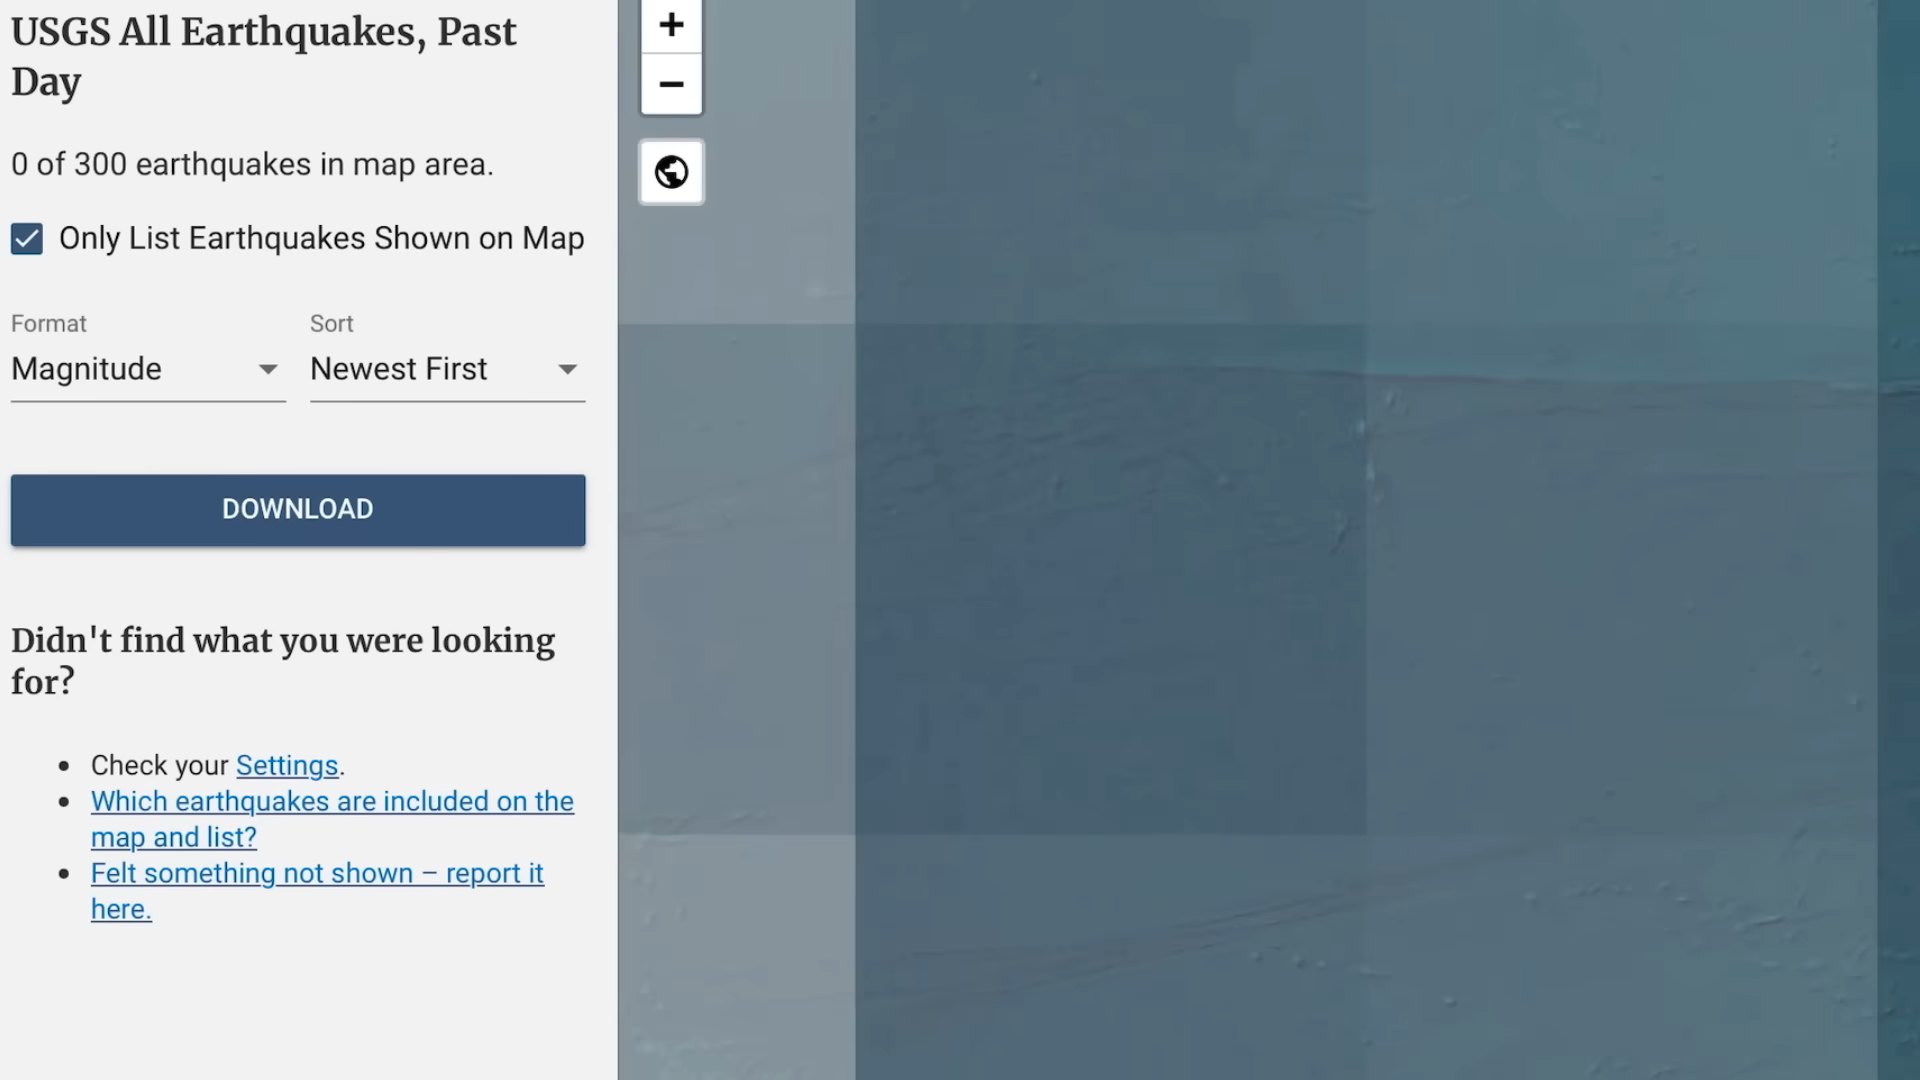 USGS All Earthquakes, Past
Day
0 of 300 earthquakes in map area.
Only List Earthquakes Shown on Map
Format
Sort
Magnitude
Newest First
DOWNLOAD
Didn't find what you were looking
for?
Check your Settings.
Which earthquakes are included on the
map and list?
Felt something not shown – report it
here.
+
−